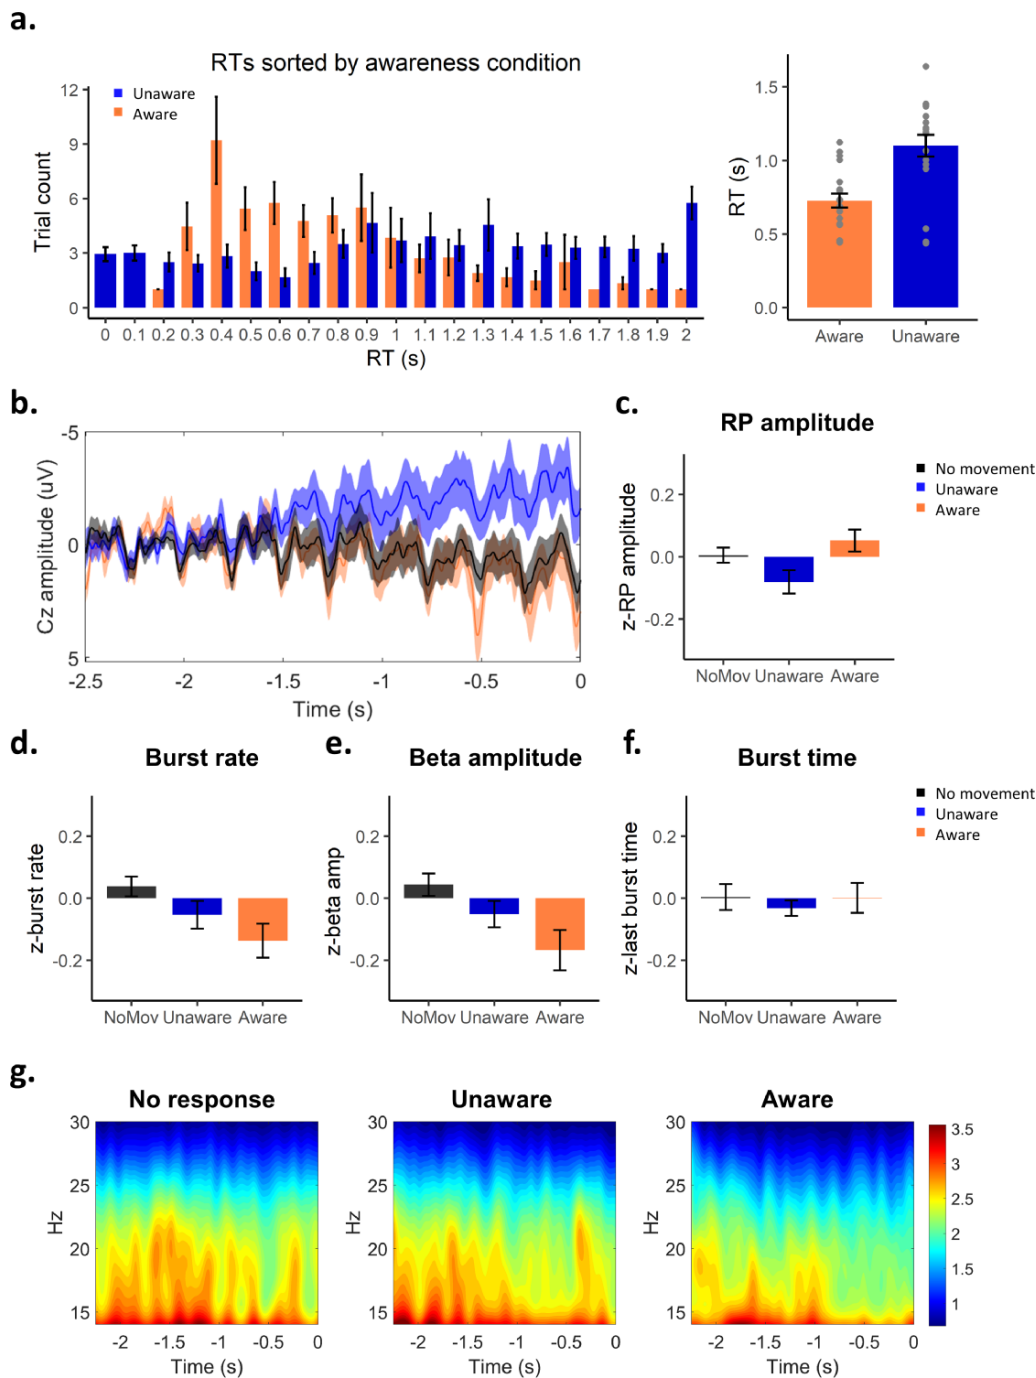 a.
RTs sorted by awareness condition
Unaware
Aware
Trial count
12
9
6
3
0
0 0.1 0.2 0.3 0.4 0.5 0.6 0.7 0.8 0.9 1 1.1 1.2 1.3 1.4 1.5 1.6 1.7 1.8 1.9 2
RT (s)
RT (s)
1.5
1.0
0.5
0.0
Aware Unaware
b.
Cz amplitude (uV)
-5
0
5
-2.5 -2 -1.5 -1 -0.5 0
Time (s)
c.
RP amplitude
z-RP amplitude
0.2
0.0
-0.2
NoMov Unaware Aware
No movement
Unaware
Aware
d.
Burst rate
z-burst rate
0.2
0.0
-0.2
NoMov Unaware Aware
e.
Beta amplitude
z-beta amp
0.2
0.0
-0.2
NoMov Unaware Aware
f.
Burst time
z-last burst time
0.2
0.0
-0.2
NoMov Unaware Aware
No movement
Unaware
Aware
g.
No response
Hz
30
25
20
15
-2 -1.5 -1 -0.5 0
Time (s)
Unaware
Hz
30
25
20
15
-2 -1.5 -1 -0.5 0
Time (s)
Aware
Hz
30
25
20
15
-2 -1.5 -1 -0.5 0
Time (s)
3.5
3
2.5
2
1.5
1